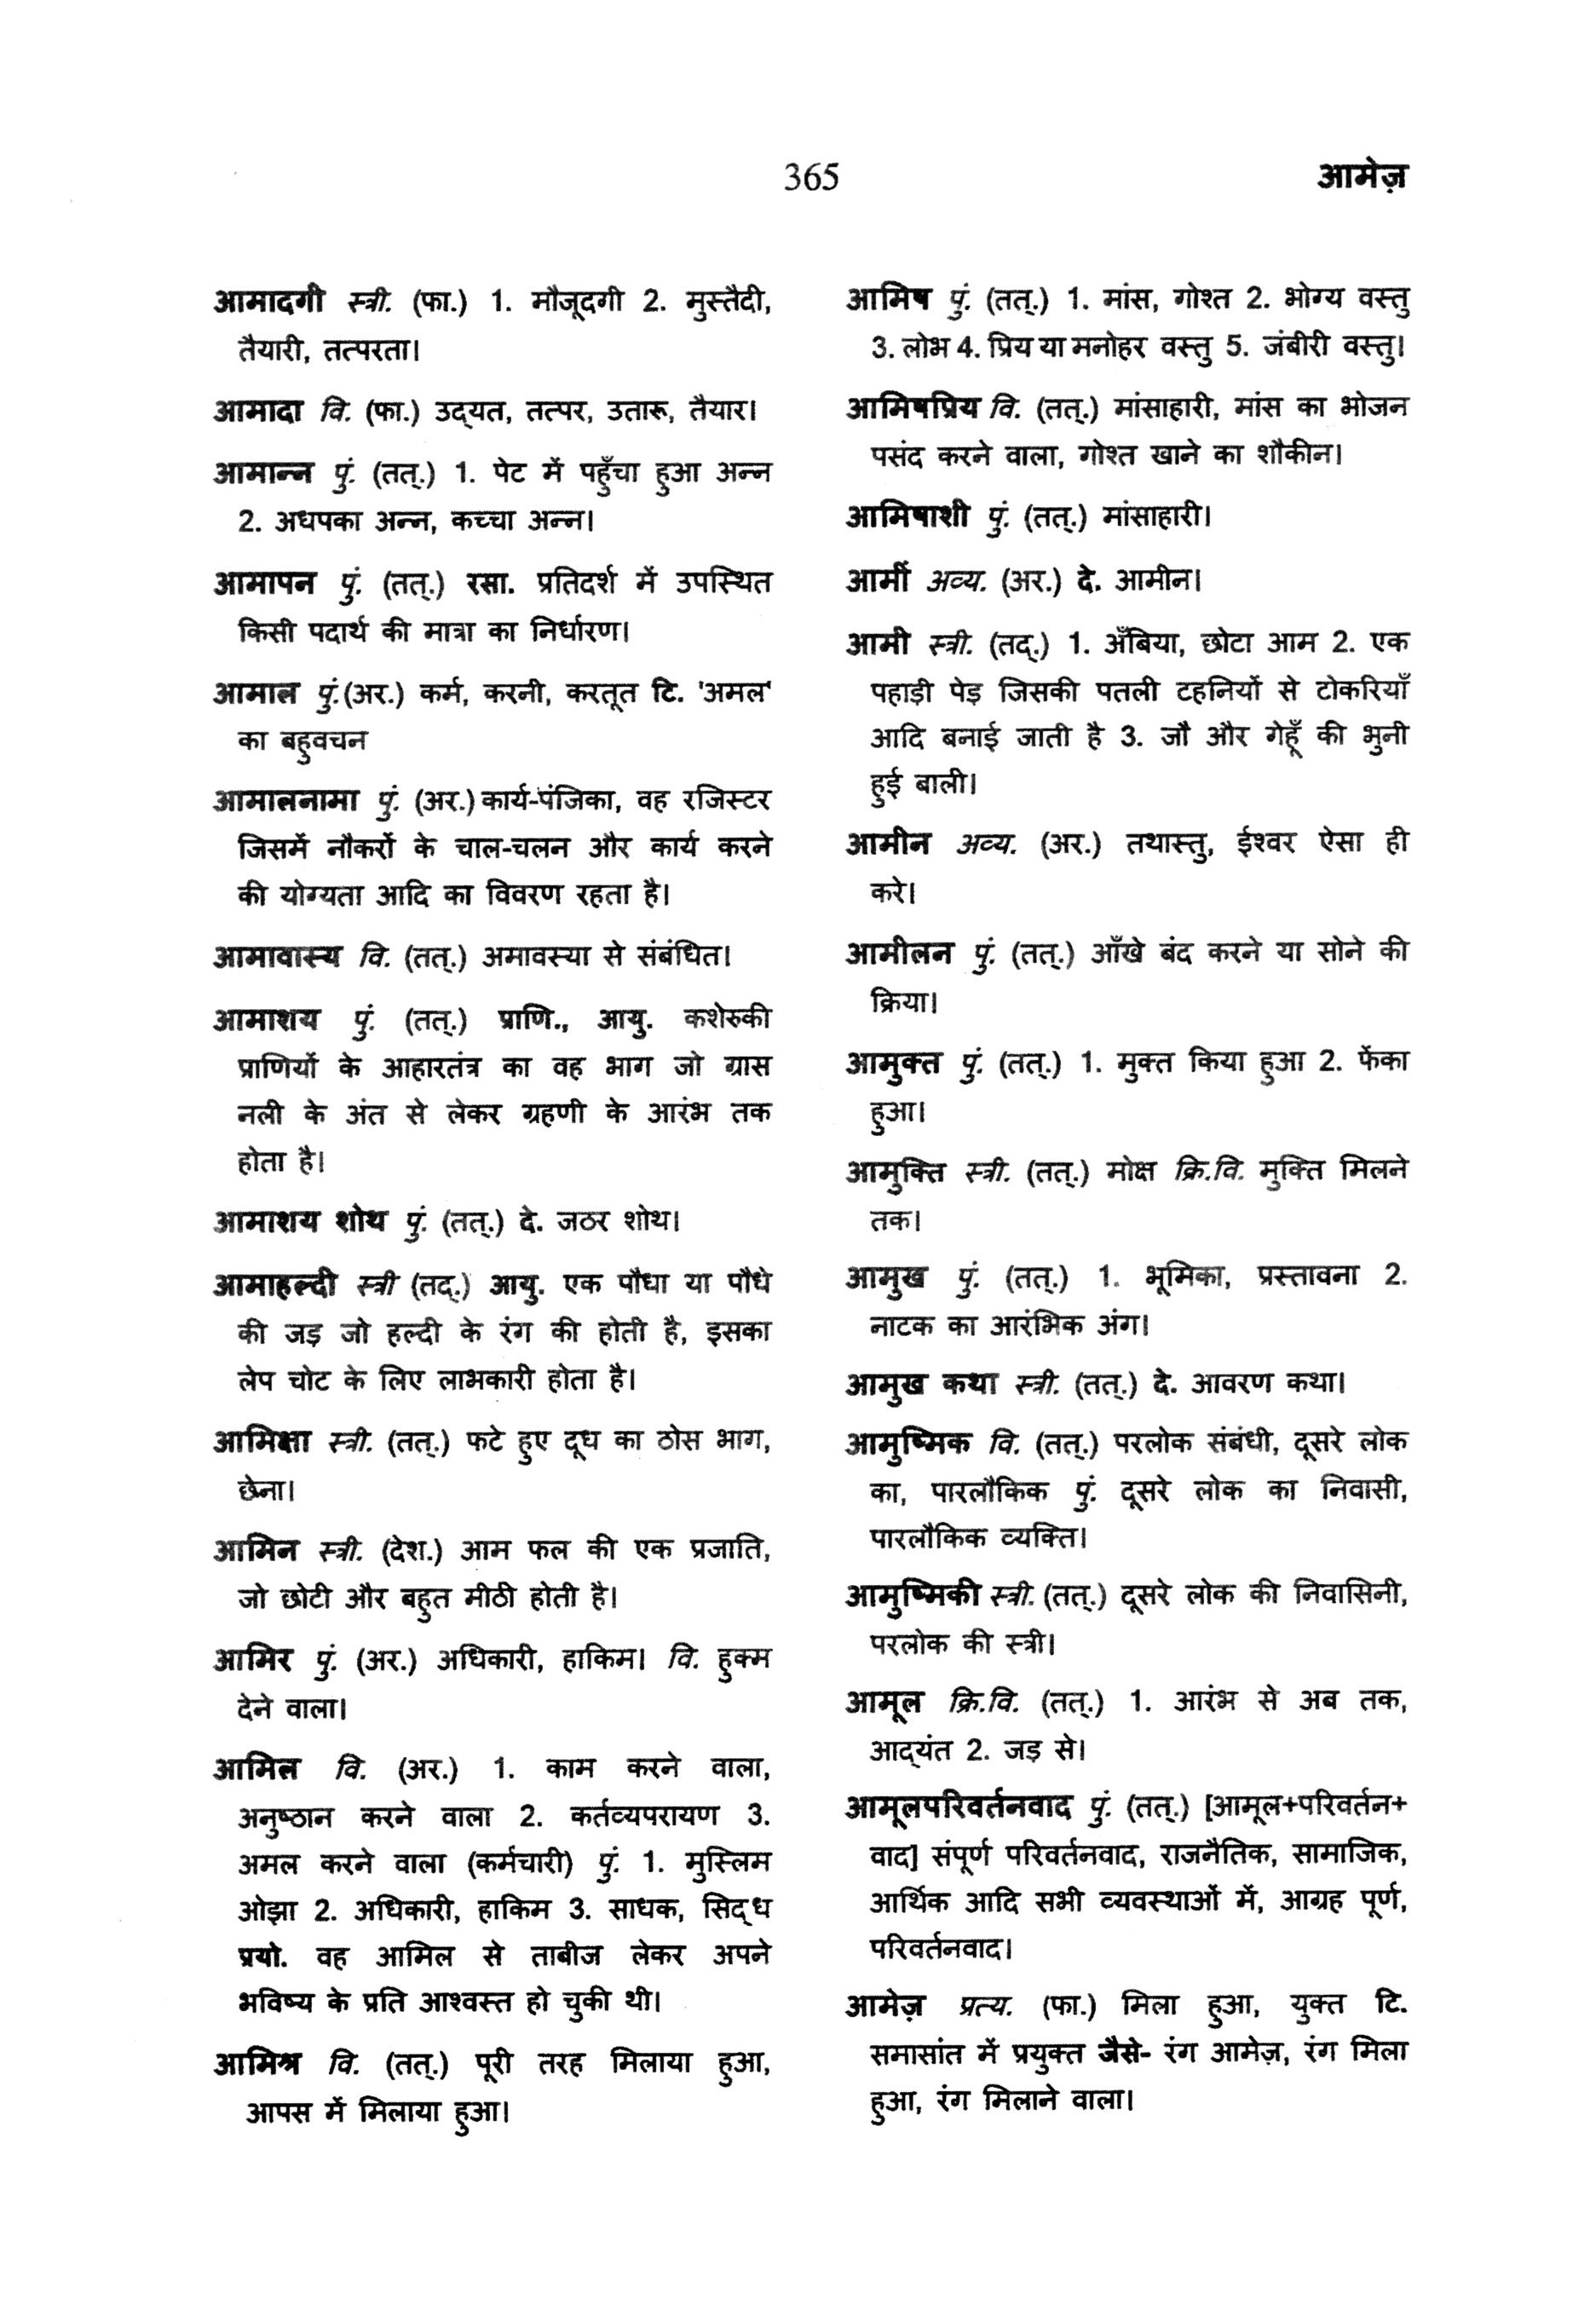 365
आमेज़
आमादगी स्त्री. (फा.) 1. मौजूदगी 2. मुस्तैदी,
तैयारी, तत्परता।
आमादा वि. (फा.) उद्‌यत, तत्पर, उतारू, तैयार।
आमान्न पुं. (तत्.) 1. पेट में पहुँचा हुआ अन्न
2. अधपका अन्न, कच्चा अन्न।
आमापन पुं. (तत्.) रसा. प्रतिदर्श में उपस्थित
किसी पदार्थ की मात्रा का निर्धारण।
आमाल पुं.(अर.) कर्म, करनी, करतूत टि. 'अमल'
का बहुवचन
आमालनामा पुं. (अर.) कार्य-पंजिका, वह रजिस्टर
जिसमें नौकरों के चाल-चलन और कार्य करने
की योग्यता आदि का विवरण रहता है।
आमावास्य वि. (तत्.) अमावस्या से संबंधित।
आमाशय पुं. (तत्.) प्राणि., आयु. कशेरुकी
प्राणियों के आहारतंत्र का वह भाग जो ग्रास
नली के अंत से लेकर ग्रहणी के आरंभ तक
होता है।
आमाशय शोथ पुं. (तत्.) दे. जठर शोथ।
आमाहल्दी स्त्री (तद्.) आयु. एक पौधा या पौधे
की जड़ जो हल्दी के रंग की होती है, इसका
लेप चोट के लिए लाभकारी होता है।
आमिक्षा स्त्री. (तत्.) फटे हुए दूध का ठोस भाग,
छेना।
आमिन स्त्री. (देश.) आम फल की एक प्रजाति,
जो छोटी और बहुत मीठी होती है।
आमिर पुं. (अर.) अधिकारी, हाकिम। वि. हुक्म
देने वाला।
आमिल वि. (अर.) 1. काम करने वाला,
अनुष्ठान करने वाला 2. कर्तव्यपरायण 3.
अमल करने वाला (कर्मचारी) पुं. 1. मुस्लिम
ओझा 2. अधिकारी, हाकिम 3. साधक, सिद्‌ध
प्रयो. वह आमिल से ताबीज लेकर अपने
भविष्य के प्रति आश्वस्त हो चुकी थी।
आमिश्र वि. (तत्.) पूरी तरह मिलाया हुआ,
आपस में मिलाया हुआ।
आमिष पुं. (तत्.) 1. मांस, गोश्त 2. भोग्य वस्तु
3. लोभ 4. प्रिय या मनोहर वस्तु 5. जंबीरी वस्तु।
आमिषप्रिय वि. (तत्.) मांसाहारी, मांस का भोजन
पसंद करने वाला, गोश्त खाने का शौकीन।
आमिषाशी पुं. (तत्.) मांसाहारी।
आमीं अव्य. (अर.) दे. आमीन।
आमी स्त्री. (तद्.) 1. अँबिया, छोटा आम 2. एक
पहाड़ी पेड़ जिसकी पतली टहनियों से टोकरियाँ
आदि बनाई जाती है 3. जौ और गेहूँ की भुनी
हुई बाली।
आमीन अव्य. (अर.) तथास्तु, ईश्वर ऐसा ही
करे।
आमीलन पुं. (तत्.) आँखे बंद करने या सोने की
क्रिया।
आमुक्त पुं. (तत्.) 1. मुक्त किया हुआ 2. फेंका
हुआ।
आमुक्ति स्त्री. (तत्.) मोक्ष क्रि.वि. मुक्ति मिलने
तक।
आमुख पुं. (तत्.) 1. भूमिका, प्रस्तावना 2.
नाटक का आरंभिक अंग।
आमुख कथा स्त्री. (तत्.) दे. आवरण कथा।
आमुष्मिक वि. (तत्.) परलोक संबंधी, दूसरे लोक
का, पारलौकिक पुं. दूसरे लोक का निवासी,
पारलौकिक व्यक्ति।
आमुष्मिकी स्त्री. (तत्.) दूसरे लोक की निवासिनी,
परलोक की स्त्री।
आमूल क्रि.वि. (तत्.) 1. आरंभ से अब तक,
आद्‌यंत 2. जड़ से।
आमूलपरिवर्तनवाद पुं. (तत्.) [आमूल+परिवर्तन+
वाद] संपूर्ण परिवर्तनवाद, राजनैतिक, सामाजिक,
आर्थिक आदि सभी व्यवस्थाओं में, आग्रह पूर्ण,
परिवर्तनवाद।
आमेज़ प्रत्य. (फा.) मिला हुआ, युक्त टि.
समासांत में प्रयुक्त जैसे- रंग आमेज़, रंग मिला
हुआ, रंग मिलाने वाला।